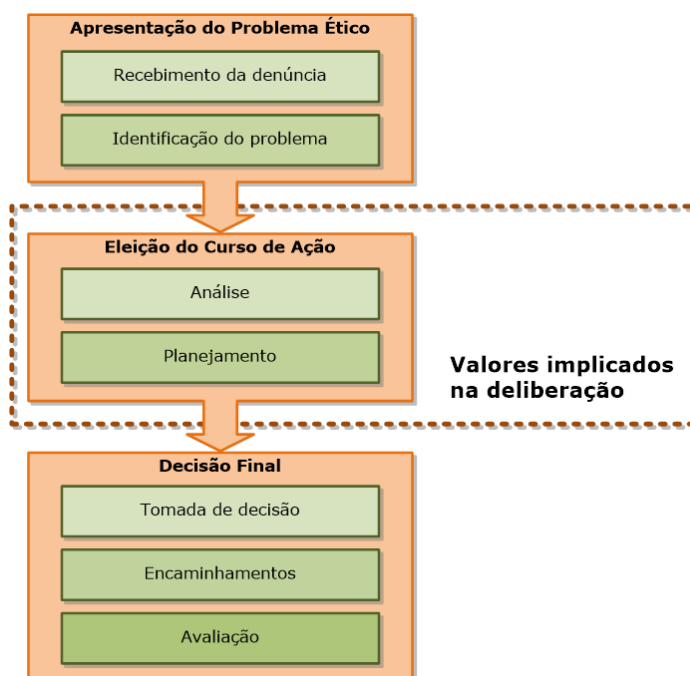 Apresentação do Problema Ético
Recebimento da denúncia
Identificação do problema
Eleição do Curso de Ação
Análise
Planejamento
Valores implicados
na deliberação
Decisão Final
Tomada de decisão
Encaminhamentos
Avaliação